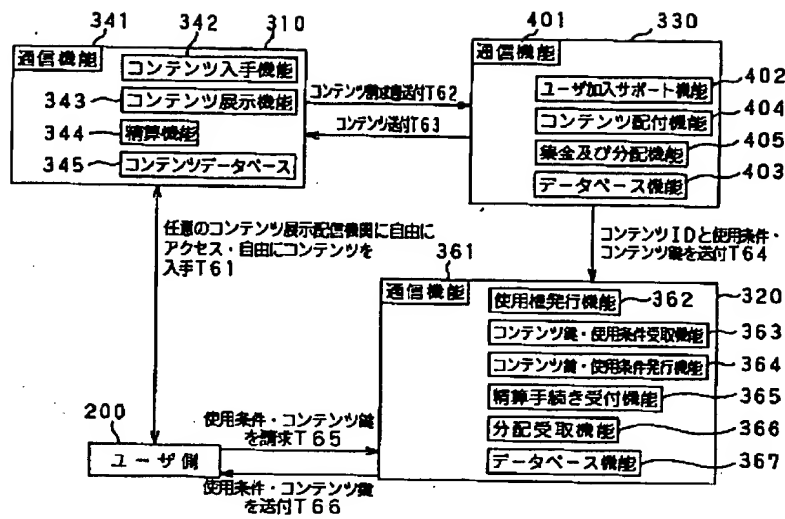 341 342 310
通信機能
コンテンツ入手機能
343 コンテンツ展示機能
344 精算機能
345 コンテンツデータベース
コンテンツ請求書送付T62
コンテンツ送付T63
401 330
通信機能
ユーザ加入サポート機能 402
コンテンツ配付機能 404
集金及び分配機能 405
データベース機能 403
任意のコンテンツ展示配信機関に自由に
アクセス・自由にコンテンツを
入手T61
コンテンツIDと使用条件・
コンテンツ鍵を送付T64
361
通信機能
320
使用権発行機能 362
コンテンツ鍵・使用条件受取機能 363
コンテンツ鍵・使用条件発行機能 364
精算手続き受付機能 365
分配受取機能 366
データベース機能 367
200
ユーザ側
使用条件・コンテンツ鍵
を請求T65
使用条件・コンテンツ鍵
を送付T66